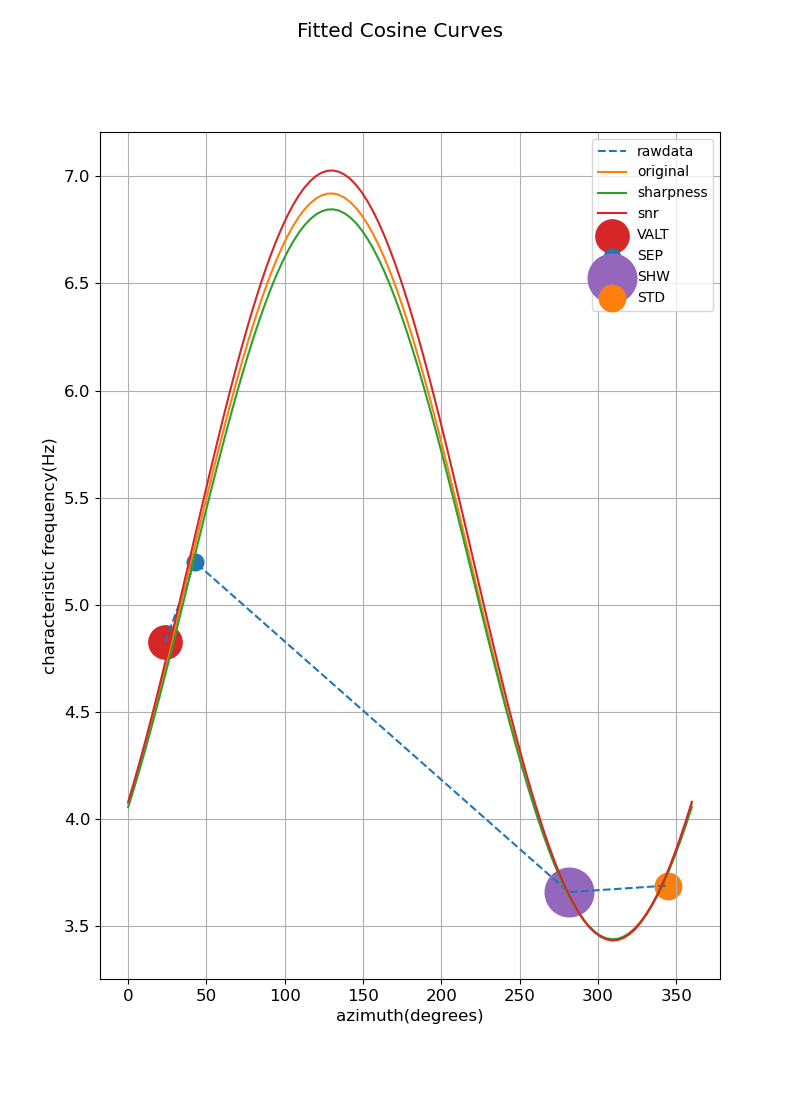 Fitted Cosine Curves
rawdata
original
sharpness
snr
VALT
SEP
SHW
STD
7.0
6.5
6.0
5.5
5.0
4.5
4.0
3.5
characteristic frequency(Hz)
0 50 100 150 200 250 300 350
azimuth(degrees)